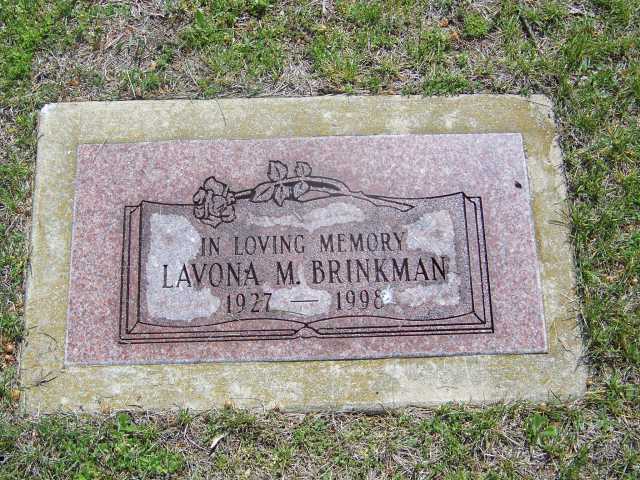 IN LOVING MEMORY
LAVONA M. BRINKMAN
1927 — 1998